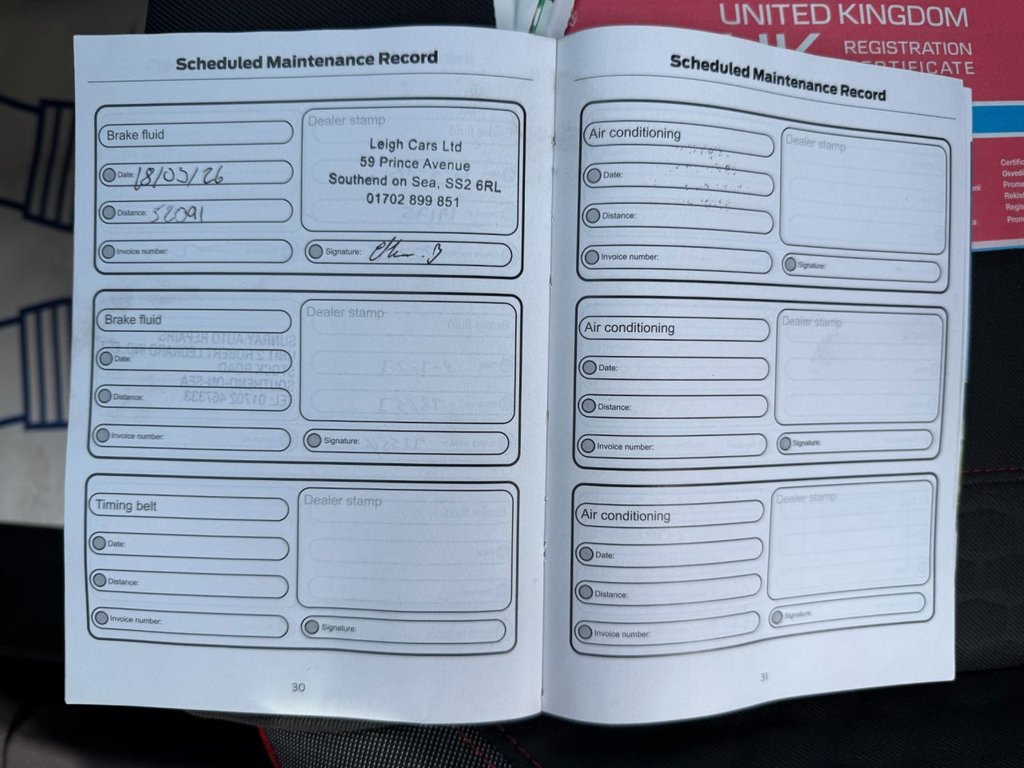 UNITED KINGDOM
REGISTRATION
CERTIFICATE
Scheduled Maintenance Record
Brake fluid
Date: 18/03/26
Distance: 52091
Invoice number:
Dealer stamp
Leigh Cars Ltd
59 Prince Avenue
Southend on Sea, SS2 6RL
01702 899 851
Signature:
Brake fluid
Date:
Distance:
Invoice number:
Dealer stamp
Signature:
Timing belt
Date:
Distance:
Invoice number:
Dealer stamp
Signature:
30
Scheduled Maintenance Record
Air conditioning
Date:
Distance:
Invoice number:
Dealer stamp
Signature:
Air conditioning
Date:
Distance:
Invoice number:
Dealer stamp
Signature:
Air conditioning
Date:
Distance:
Invoice number:
Dealer stamp
Signature:
31